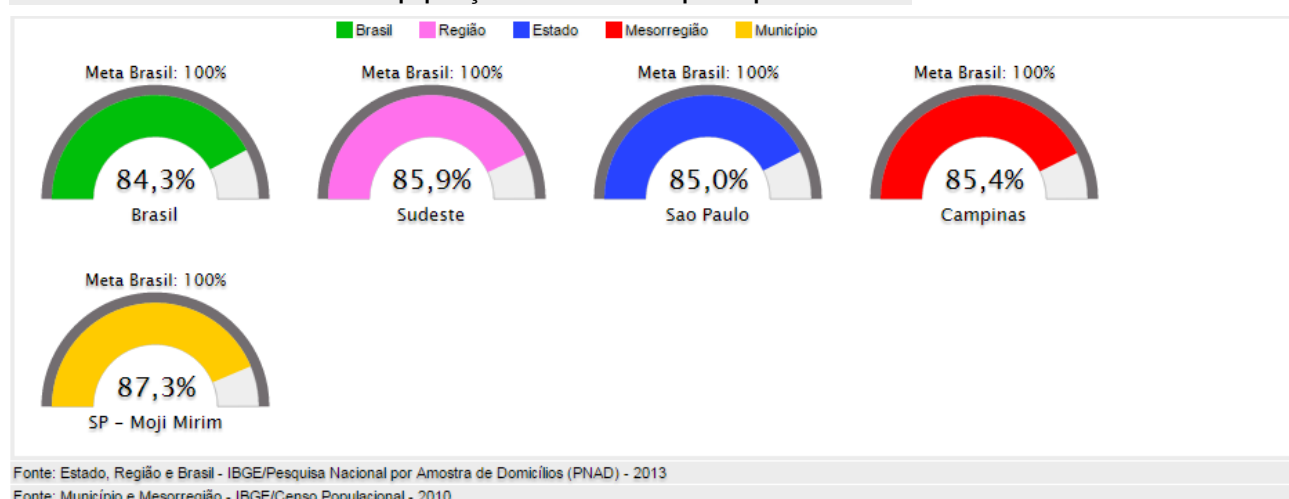 Brasil Região Estado Mesorregião Município
Meta Brasil: 100% Meta Brasil: 100% Meta Brasil: 100% Meta Brasil: 100%
84,3% 85,9% 85,0% 85,4%
Brasil Sudeste Sao Paulo Campinas
Meta Brasil: 100%
87,3%
SP – Moji Mirim
Fonte: Estado, Região e Brasil - IBGE/Pesquisa Nacional por Amostra de Domicílios (PNAD) - 2013
Fonte: Município e Mesorregião - IBGE/Censo Populacional - 2010